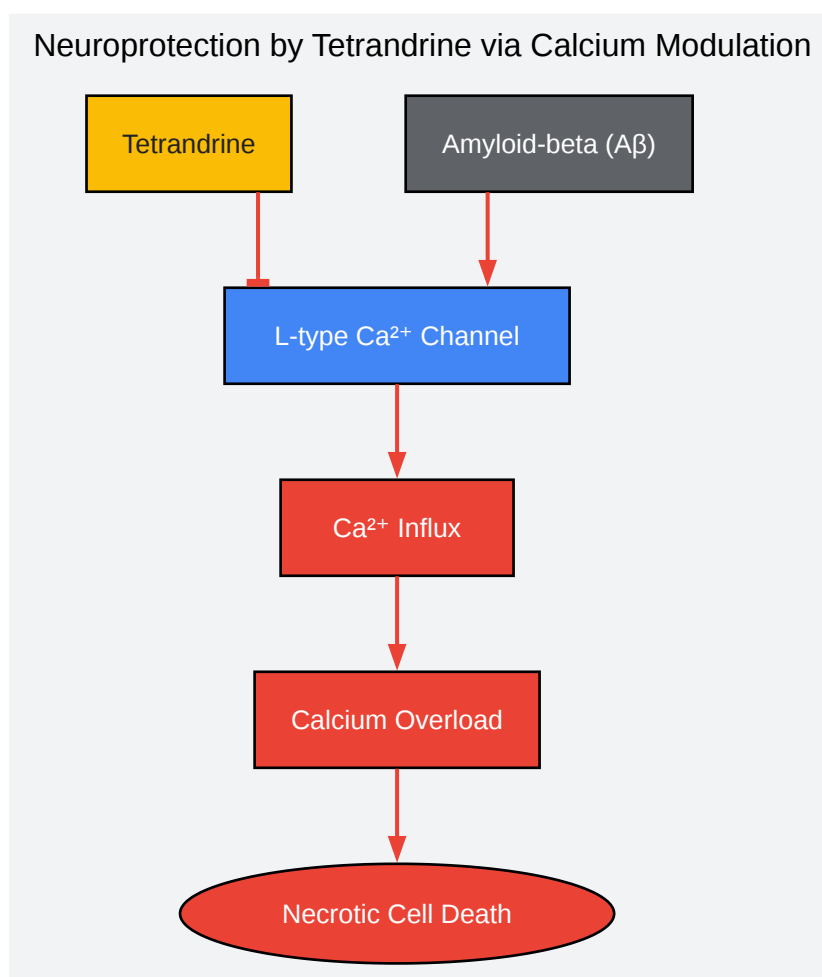 Neuroprotection by Tetrandrine via Calcium Modulation
Tetrandrine
Amyloid-beta (Aβ)
L-type Ca²⁺ Channel
Ca²⁺ Influx
Calcium Overload
Necrotic Cell Death